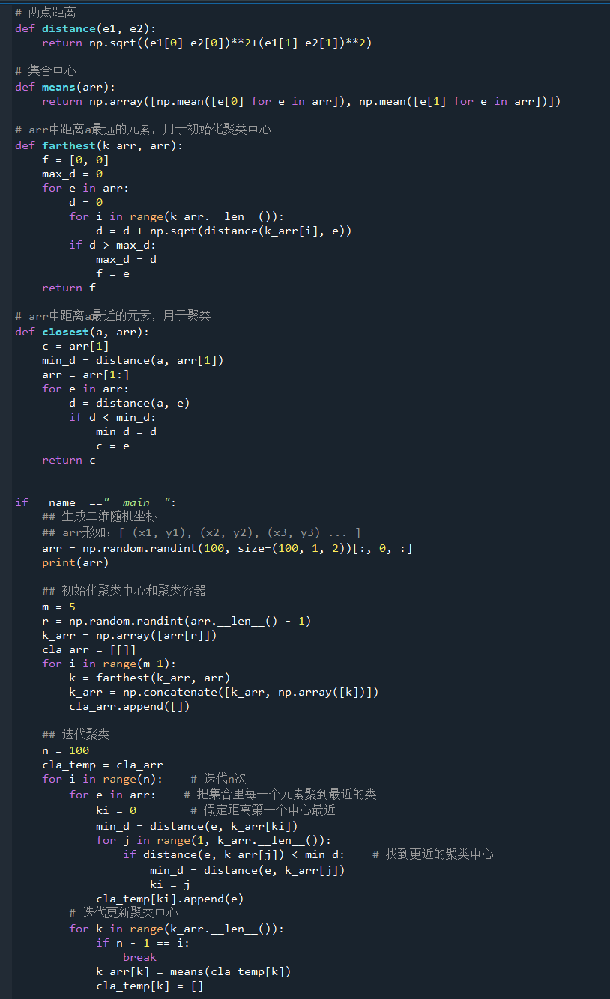 # 两点距离
def distance(e1, e2):
    return np.sqrt((e1[0]-e2[0])**2+(e1[1]-e2[1])**2)

# 集合中心
def means(arr):
    return np.array([np.mean([e[0] for e in arr]), np.mean([e[1] for e in arr])])

# arr中距离a最远的元素，用于初始化聚类中心
def farthest(k_arr, arr):
    f = [0, 0]
    max_d = 0
    for e in arr:
        d = 0
        for i in range(k_arr.__len__()):
            d = d + np.sqrt(distance(k_arr[i], e))
        if d > max_d:
            max_d = d
            f = e
    return f

# arr中距离a最近的元素，用于聚类
def closest(a, arr):
    c = arr[1]
    min_d = distance(a, arr[1])
    arr = arr[1:]
    for e in arr:
        d = distance(a, e)
        if d < min_d:
            min_d = d
            c = e
    return c


if __name__=="__main__":
    ## 生成二维随机坐标
    ## arr形如：[ (x1, y1), (x2, y2), (x3, y3) ... ]
    arr = np.random.randint(100, size=(100, 1, 2))[:, 0, :]
    print(arr)

    ## 初始化聚类中心和聚类容器
    m = 5
    r = np.random.randint(arr.__len__() - 1)
    k_arr = np.array([arr[r]])
    cla_arr = [[]]
    for i in range(m-1):
        k = farthest(k_arr, arr)
        k_arr = np.concatenate([k_arr, np.array([k])])
        cla_arr.append([])

    ## 迭代聚类
    n = 100
    cla_temp = cla_arr
    for i in range(n):    # 迭代n次
        for e in arr:    # 把集合里每一个元素聚到最近的类
            ki = 0        # 假定距离第一个中心最近
            min_d = distance(e, k_arr[ki])
            for j in range(1, k_arr.__len__()):
                if distance(e, k_arr[j]) < min_d:    # 找到更近的聚类中心
                    min_d = distance(e, k_arr[j])
                    ki = j
            cla_temp[ki].append(e)
        # 迭代更新聚类中心
        for k in range(k_arr.__len__()):
            if n - 1 == i:
                break
            k_arr[k] = means(cla_temp[k])
            cla_temp[k] = []